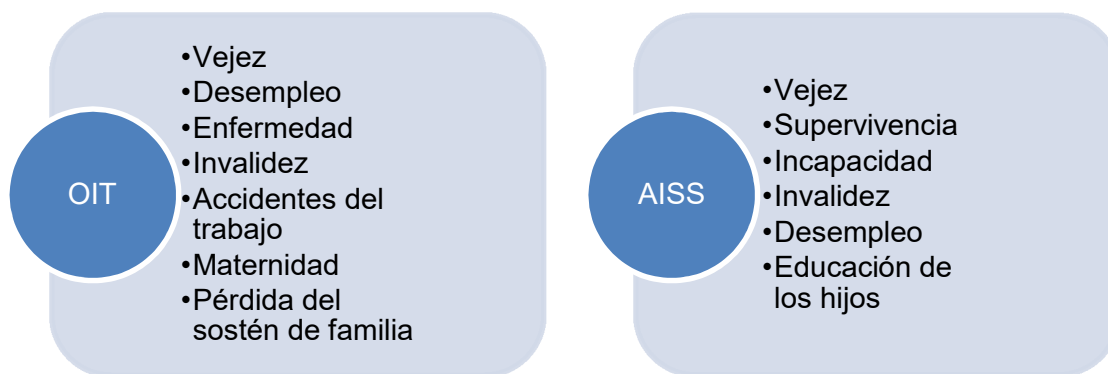 OIT
•Vejez
•Desempleo
•Enfermedad
•Invalidez
•Accidentes del
trabajo
•Maternidad
•Pérdida del
sostén de familia
AISS
•Vejez
•Supervivencia
•Incapacidad
•Invalidez
•Desempleo
•Educación de
los hijos